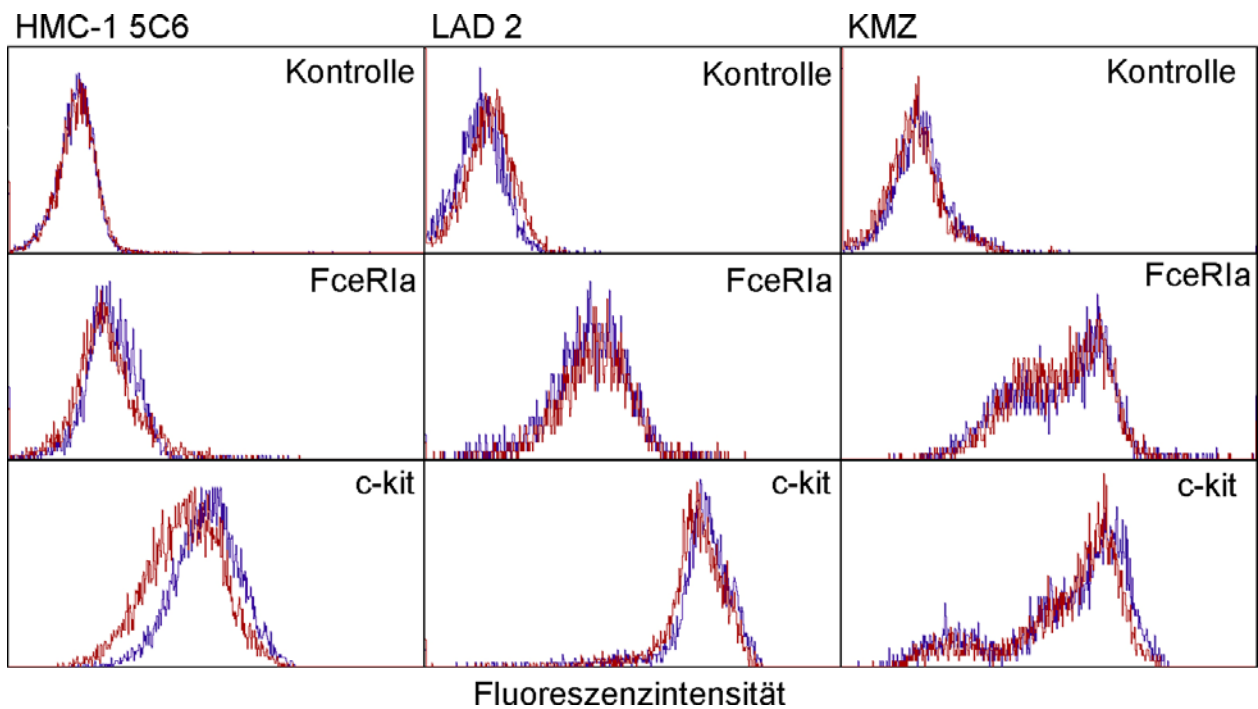 HMC-1 5C6 LAD 2 KMZ
Kontrolle Kontrolle Kontrolle
FceRIa FceRIa FceRIa
c-kit c-kit c-kit
Fluoreszenzintensität